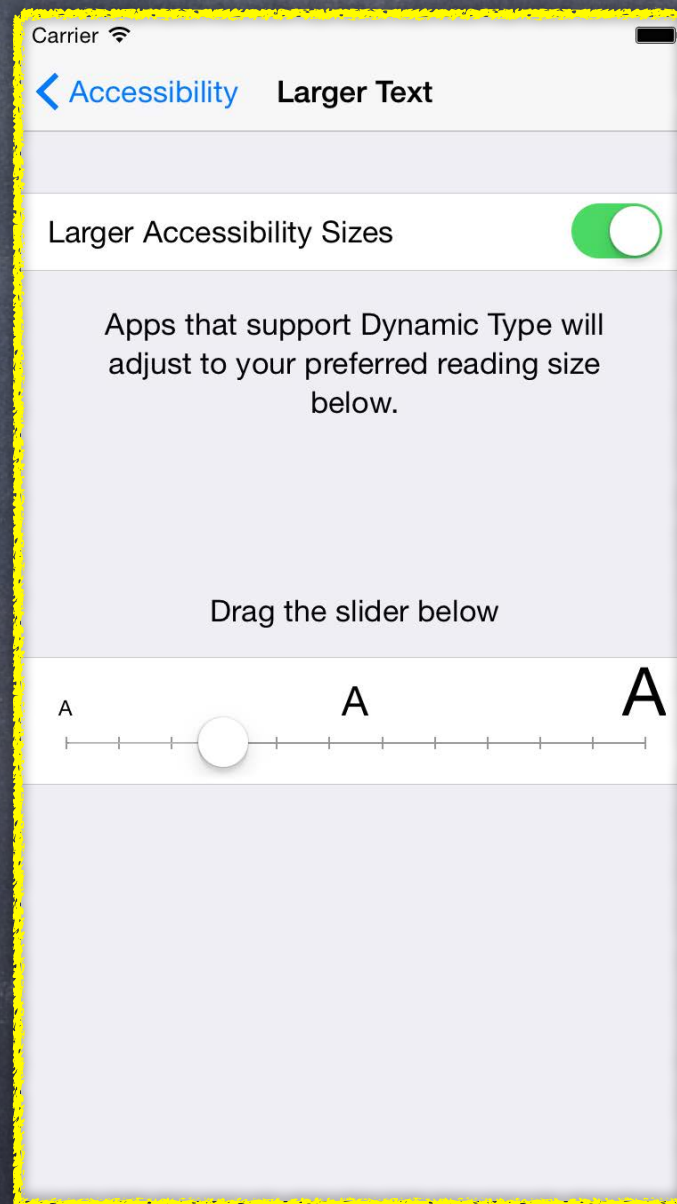 Carrier
Accessibility Larger Text
Larger Accessibility Sizes
Apps that support Dynamic Type will
adjust to your preferred reading size
below.
Drag the slider below
A A A